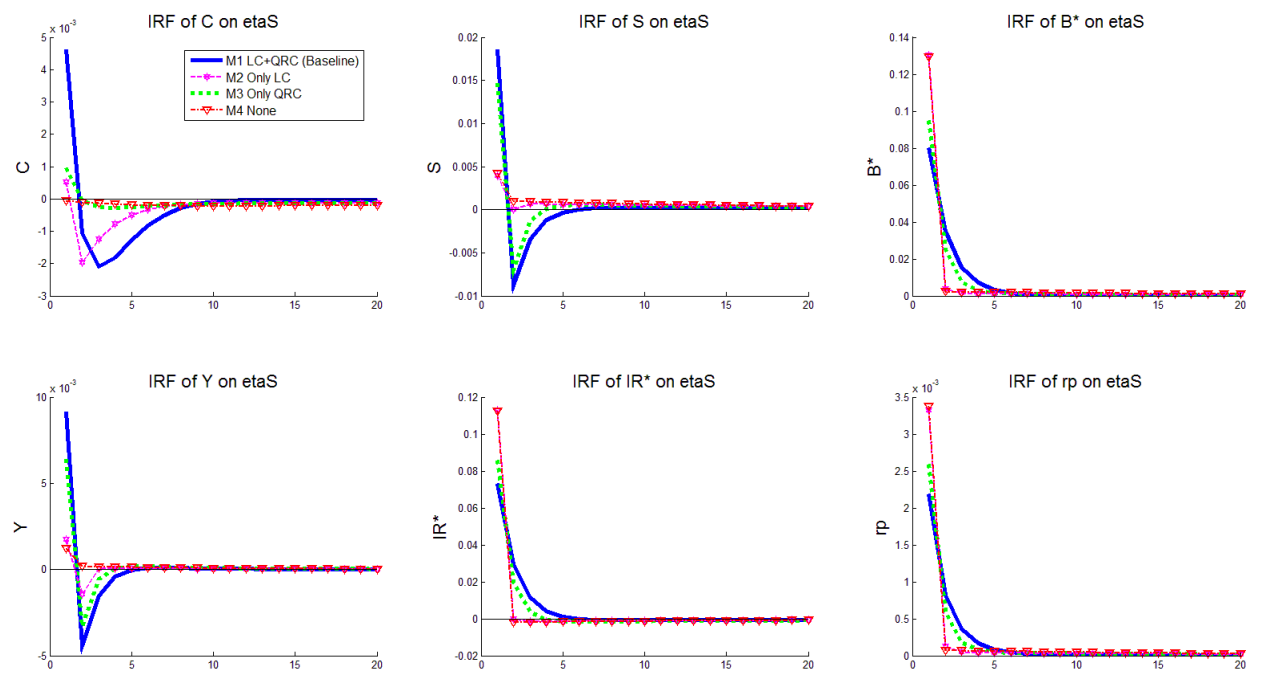 IRF of C on etaS
x 10^-3
5
4
3
2
1
0
-1
-2
-3
0 5 10 15 20
C
M1 LC+QRC (Baseline)
M2 Only LC
M3 Only QRC
M4 None
IRF of S on etaS
0.02
0.015
0.01
0.005
0
-0.005
-0.01
0 5 10 15 20
S
IRF of B* on etaS
0.14
0.12
0.1
0.08
0.06
0.04
0.02
0
0 5 10 15 20
B*
IRF of Y on etaS
x 10^-3
10
5
0
-5
0 5 10 15 20
Y
IRF of IR* on etaS
0.12
0.1
0.08
0.06
0.04
0.02
0
-0.02
0 5 10 15 20
IR*
IRF of rp on etaS
x 10^-3
3.5
3
2.5
2
1.5
1
0.5
0
0 5 10 15 20
rp